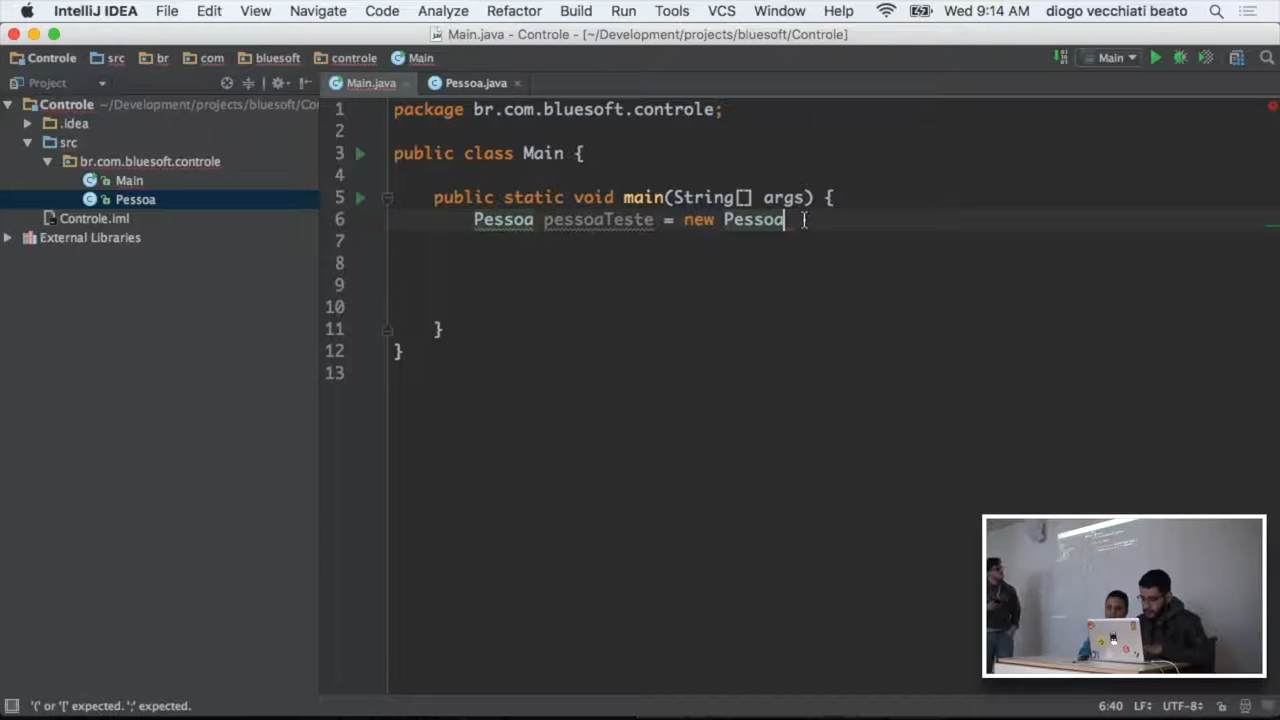 IntelliJ IDEA File Edit View Navigate Code Analyze Refactor Build Run Tools VCS Window Help Wed 9:14 AM diogo vecchiati beato
Main.java - Controle - [~/Development/projects/bluesoft/Controle]
Controle src br com bluesoft controle Main Main
Project Main.java Pessoa.java
Controle ~/Development/projects/bluesoft/Co
.idea
src
br.com.bluesoft.controle
Main
Pessoa
Controle.iml
External Libraries
1 package br.com.bluesoft.controle;
2
3 public class Main {
4
5 public static void main(String[] args) {
6 Pessoa pessoaTeste = new Pessoa
7
8
9
10
11 }
12 }
13
'(' or '[' expected. ';' expected. 6:40 LF UTF-8